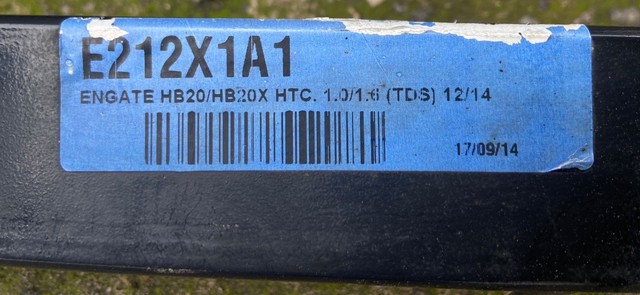 E212X1A1
ENGATE HB20/HB20X HTC. 1.0/1.6 (TDS) 12/14
17/09/14